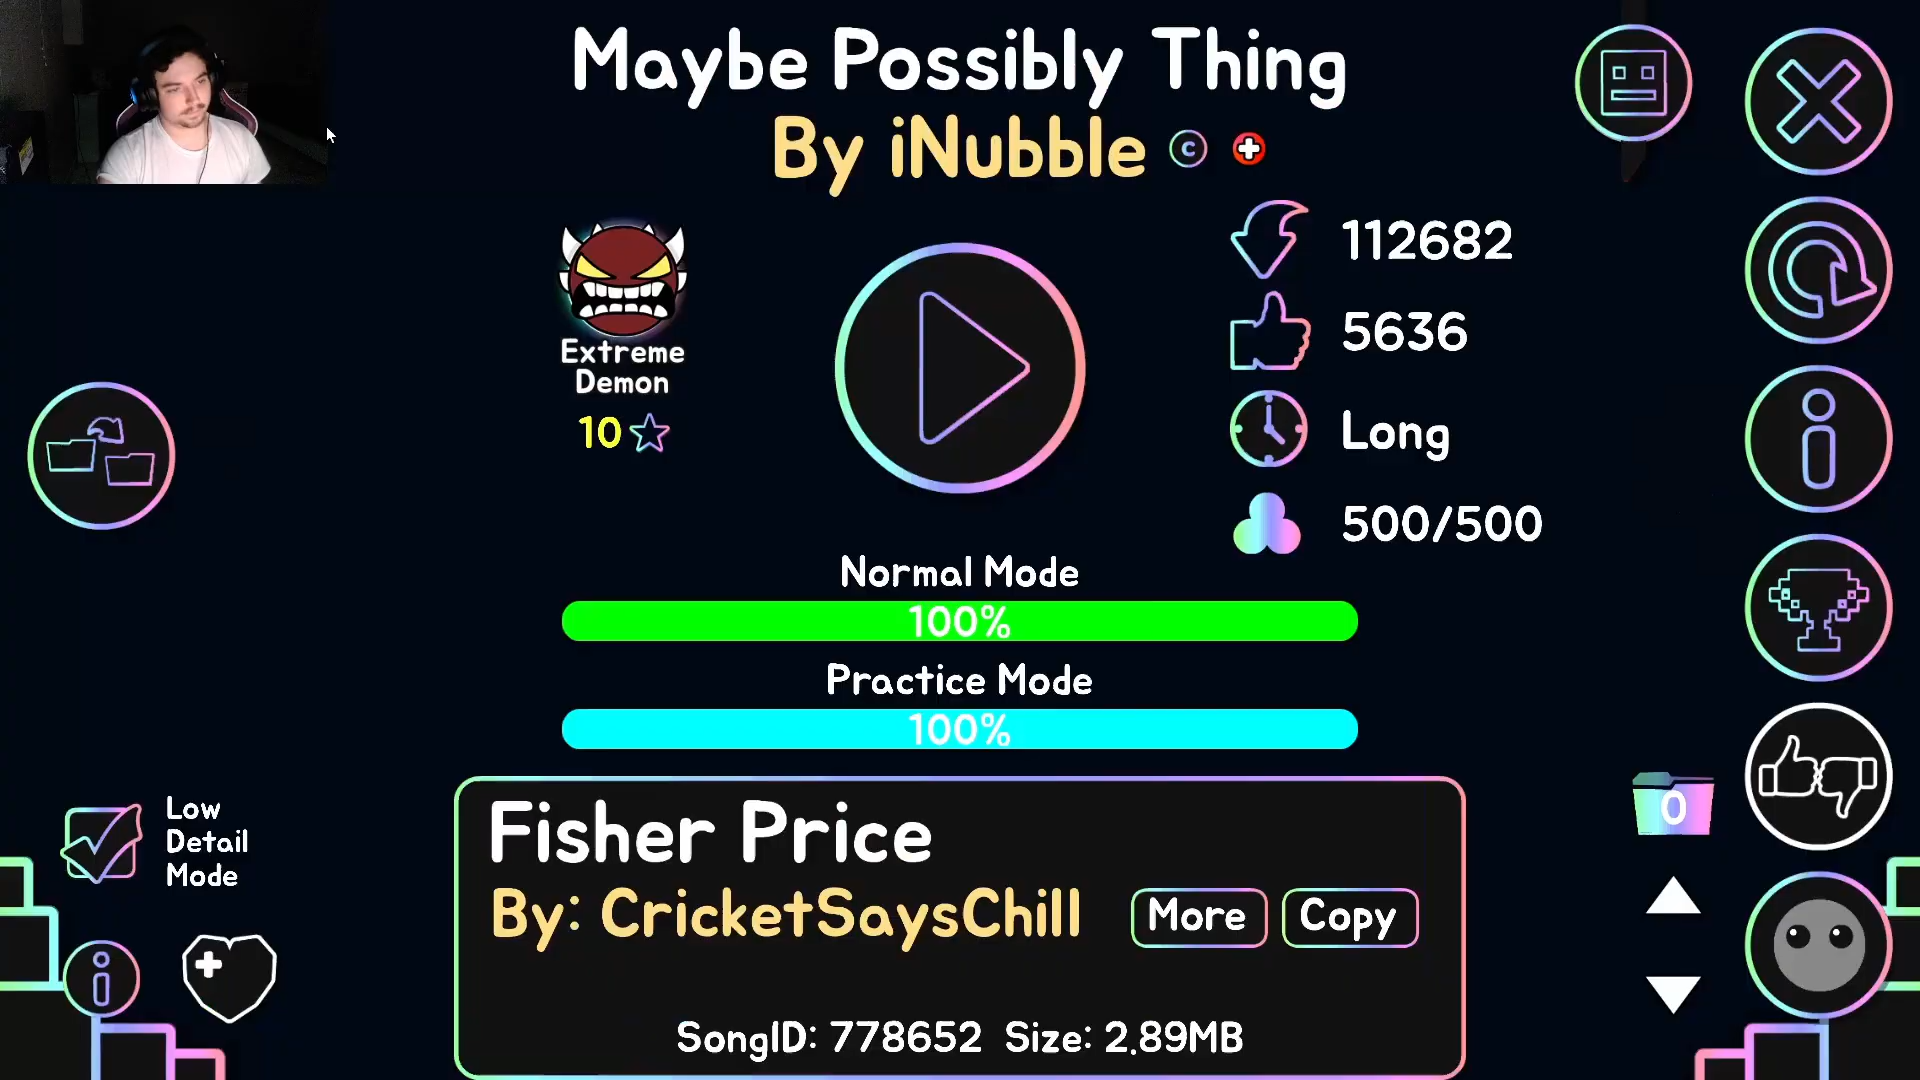 Maybe Possibly Thing
By iNubble
c
112682
5636
Extreme
Demon
10
Long
500/500
Normal Mode
100%
Practice Mode
100%
Low
Detail
Mode
Fisher Price
By: CricketSaysChill
More
Copy
SongID: 778652 Size: 2.89MB
0